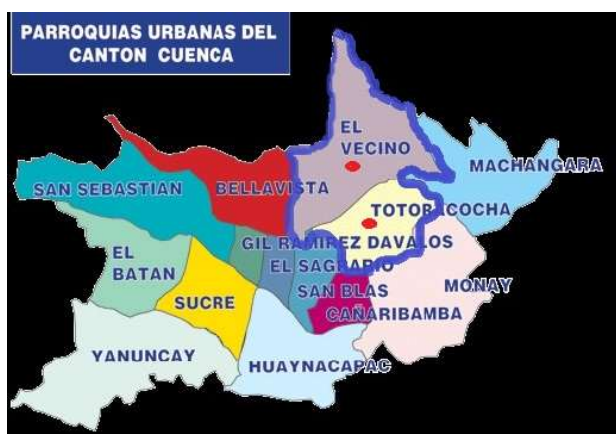 PARROQUIAS URBANAS DEL
CANTON CUENCA
EL
VECINO
MACHANGARA
SAN SEBASTIAN
BELLAVISTA
TOTORACOCHA
GIL RAMIREZ DAVALOS
EL
BATAN
EL SAGRARIO
SUCRE
SAN BLAS
MONAY
CAÑARIBAMBA
YANUNCAY
HUAYNACAPAC